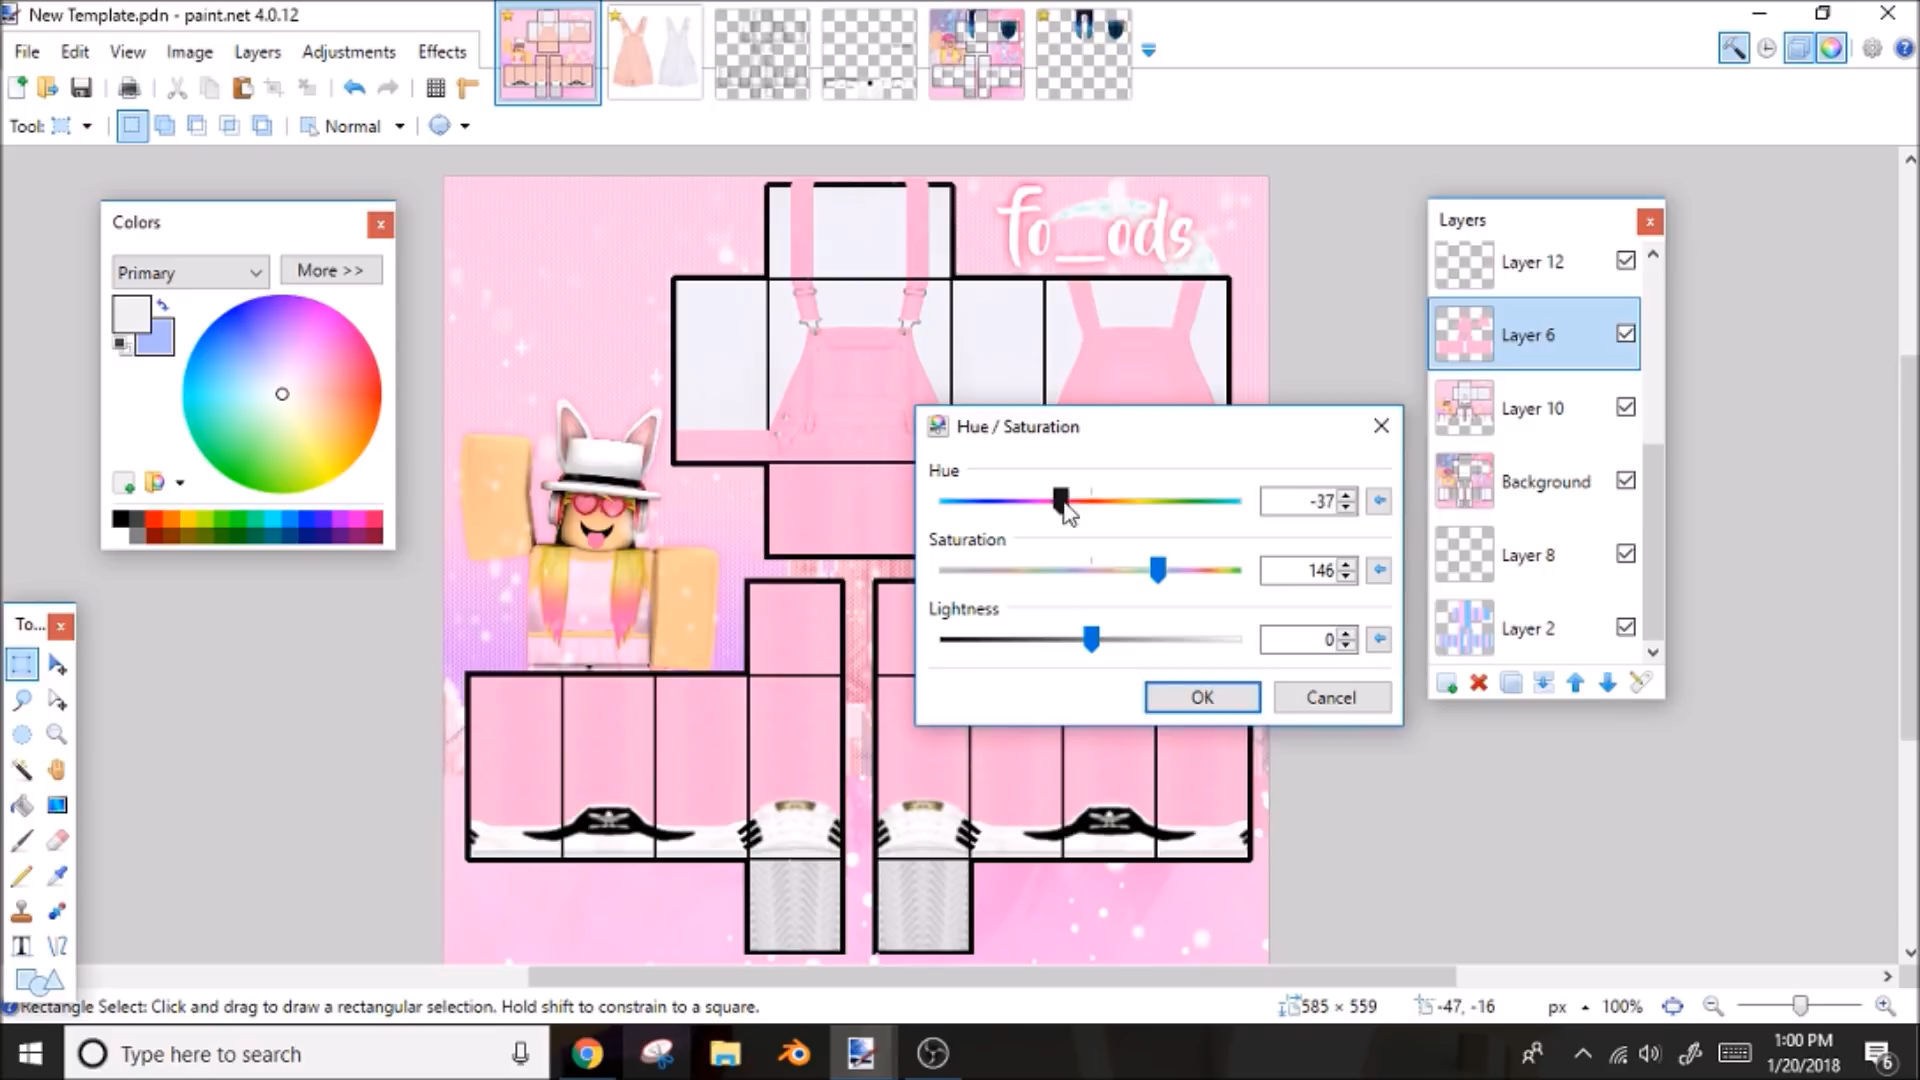 New Template.pdn - paint.net 4.0.12
File Edit View Image Layers Adjustments Effects
Tool: Normal
Colors
Primary
More >>
fo__ods
Layers
Layer 12
Layer 6
Layer 10
Background
Layer 8
Layer 2
Hue / Saturation
Hue
-37
Saturation
146
Lightness
0
OK
Cancel
To...
Rectangle Select: Click and drag to draw a rectangular selection. Hold shift to constrain to a square.
585 × 559
-47, -16
px
100%
Type here to search
1:00 PM
1/20/2018
6